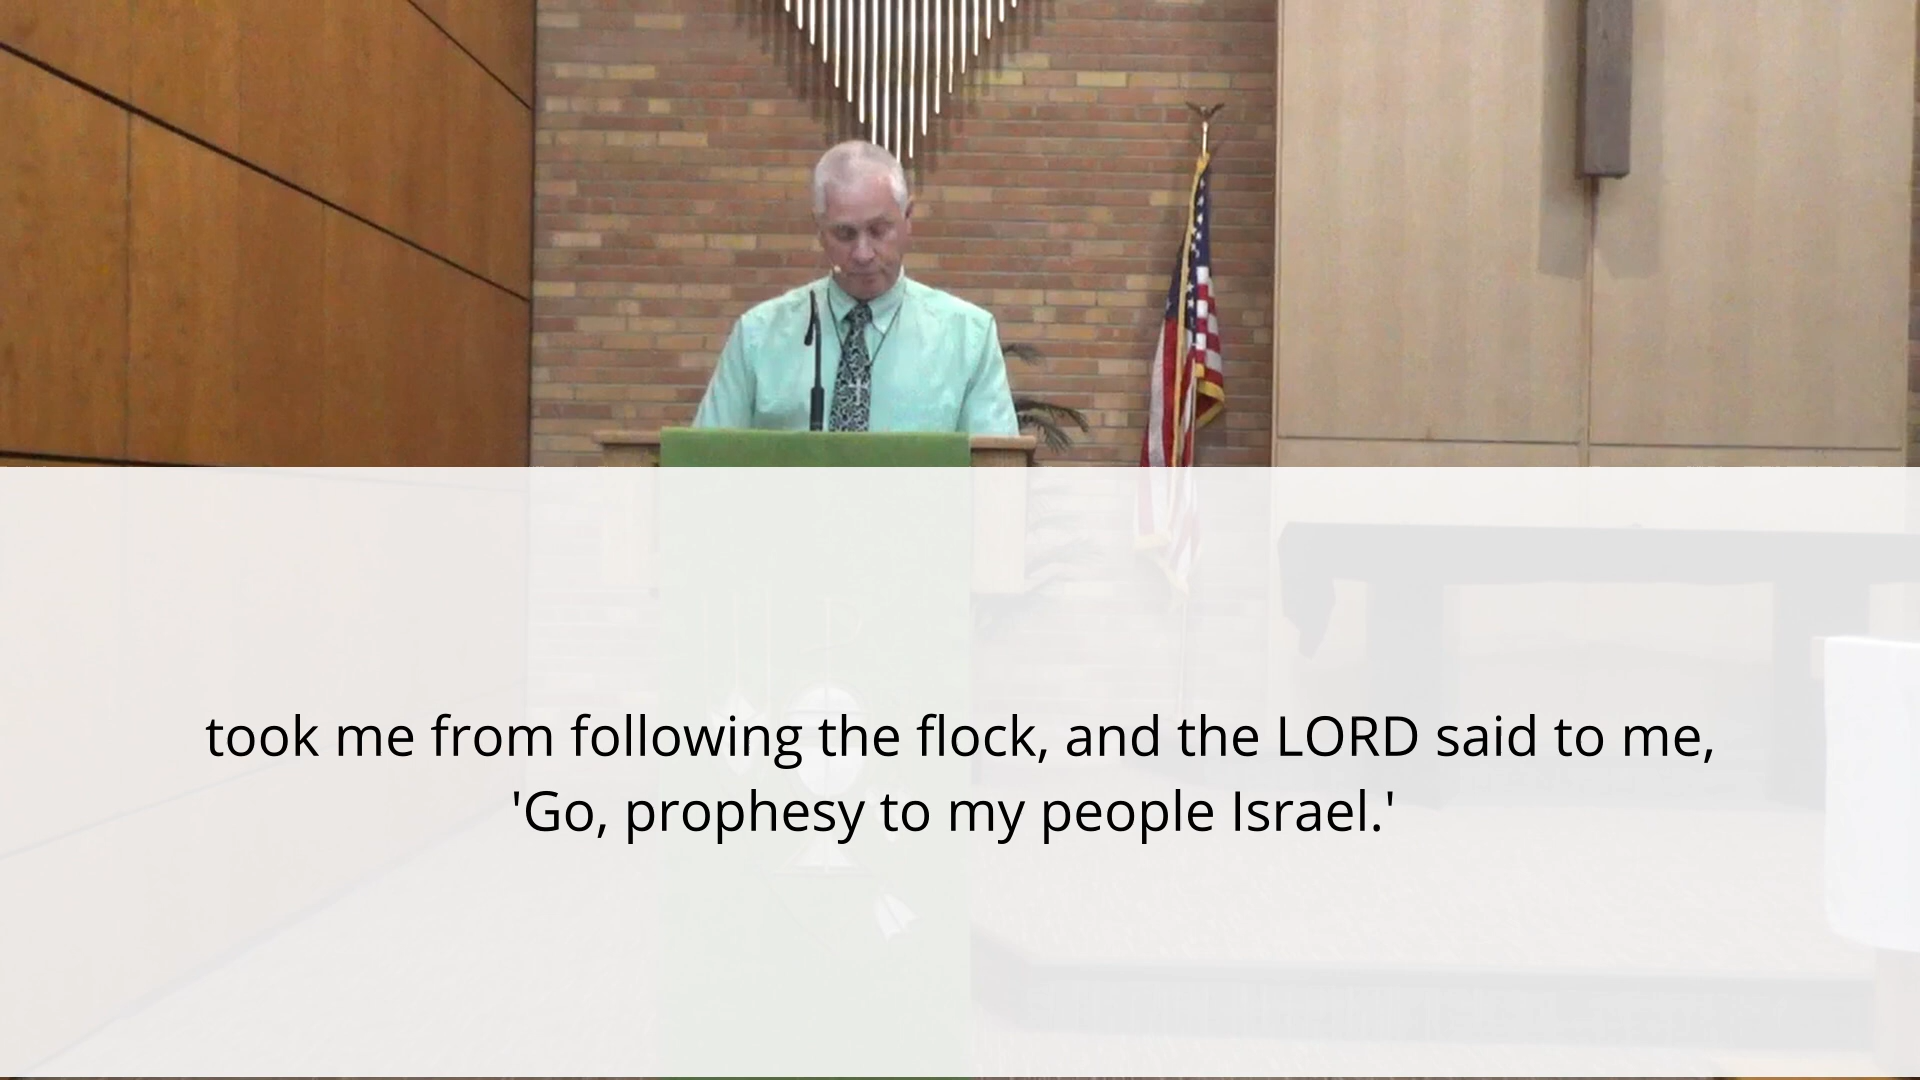 took me from following the flock, and the LORD said to me,
'Go, prophesy to my people Israel.'